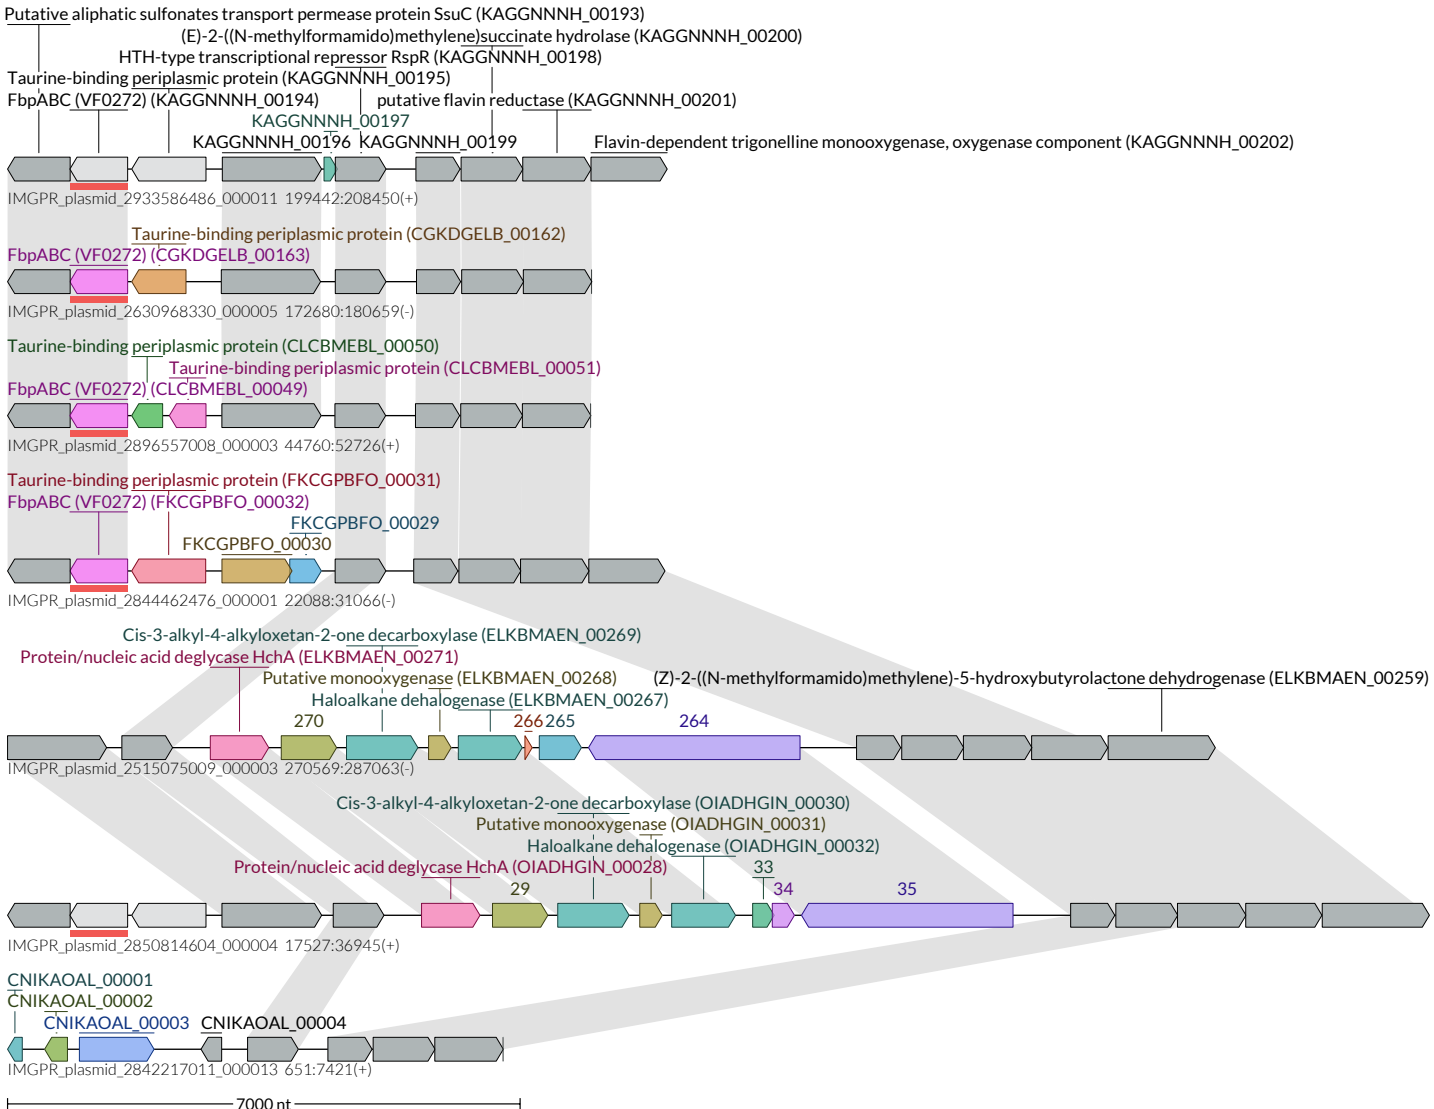 Putative aliphatic sulfonates transport permease protein SsuC (KAGGNNNH_00193)
(E)-2-((N-methylformamido)methylene)succinate hydrolase (KAGGNNNH_00200)
HTH-type transcriptional repressor RspR (KAGGNNNH_00198)
Taurine-binding periplasmic protein (KAGGNNNH_00195)
FbpABC (VF0272) (KAGGNNNH_00194) putative flavin reductase (KAGGNNNH_00201)
KAGGNNNH_00197
KAGGNNNH_00196 KAGGNNNH_00199 Flavin-dependent trigonelline monooxygenase, oxygenase component (KAGGNNNH_00202)
IMGPR_plasmid_2933586486_000011 199442:208450(+)
Taurine-binding periplasmic protein (CGKDGELB_00162)
FbpABC (VF0272) (CGKDGELB_00163)
IMGPR_plasmid_2630968330_000005 172680:180659(-)
Taurine-binding periplasmic protein (CLCBMEBL_00050)
Taurine-binding periplasmic protein (CLCBMEBL_00051)
FbpABC (VF0272) (CLCBMEBL_00049)
IMGPR_plasmid_2896557008_000003 44760:52726(+)
Taurine-binding periplasmic protein (FKCGPBFO_00031)
FbpABC (VF0272) (FKCGPBFO_00032)
FKCGPBFO_00029
FKCGPBFO_00030
IMGPR_plasmid_2844462476_000001 22088:31066(-)
Cis-3-alkyl-4-alkyloxetan-2-one decarboxylase (ELKBMAEN_00269)
Protein/nucleic acid deglycase HchA (ELKBMAEN_00271)
Putative monooxygenase (ELKBMAEN_00268) (Z)-2-((N-methylformamido)methylene)-5-hydroxybutyrolactone dehydrogenase (ELKBMAEN_00259)
Haloalkane dehalogenase (ELKBMAEN_00267)
270 266 265 264
IMGPR_plasmid_2515075009_000003 270569:287063(-)
Cis-3-alkyl-4-alkyloxetan-2-one decarboxylase (OIADHGIN_00030)
Putative monooxygenase (OIADHGIN_00031)
Haloalkane dehalogenase (OIADHGIN_00032)
Protein/nucleic acid deglycase HchA (OIADHGIN_00028) 33
29 34 35
IMGPR_plasmid_2850814604_000004 17527:36945(+)
CNIKAOAL_00001
CNIKAOAL_00002
CNIKAOAL_00003 CNIKAOAL_00004
IMGPR_plasmid_2842217011_000013 651:7421(+)
7000 nt